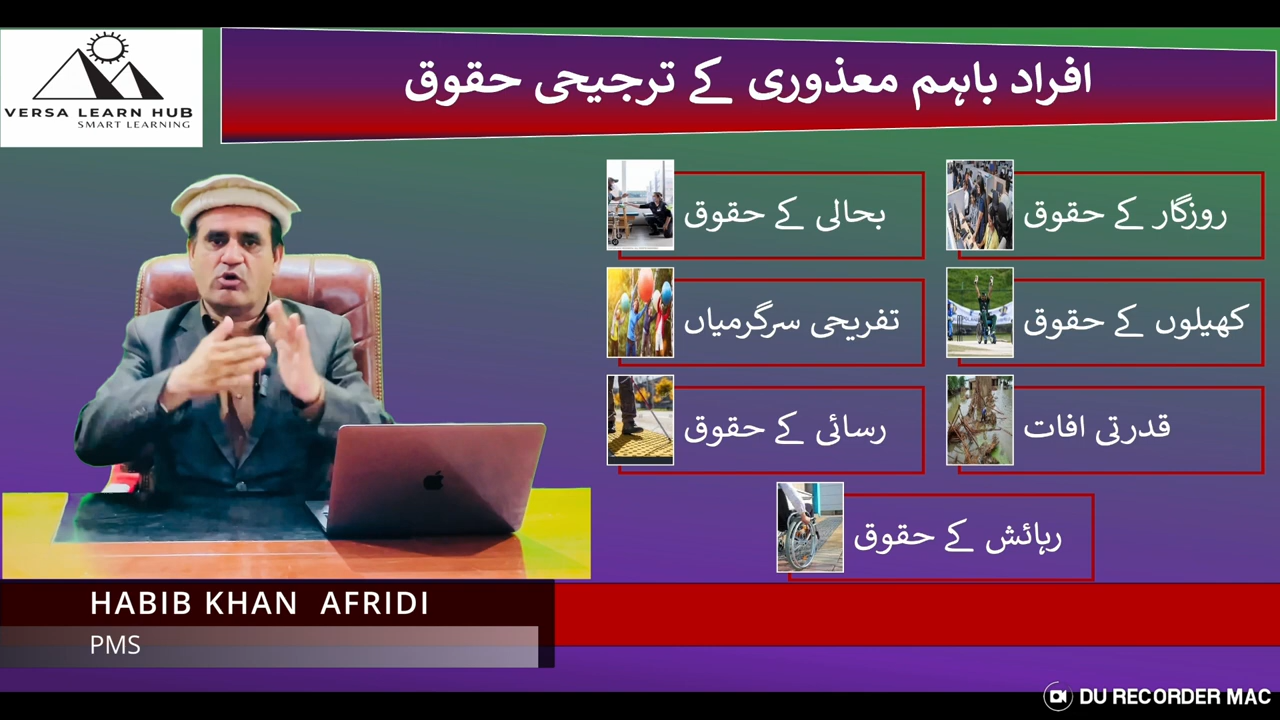 VERSA LEARN HUB
SMART LEARNING
افراد باہم معذوری کے ترجیحی حقوق
روزگار کے حقوق
بحالی کے حقوق
کھیلوں کے حقوق
تفریحی سرگرمیاں
قدرتی افات
رسائی کے حقوق
رہائش کے حقوق
HABIB KHAN AFRIDI
PMS
DU RECORDER MAC